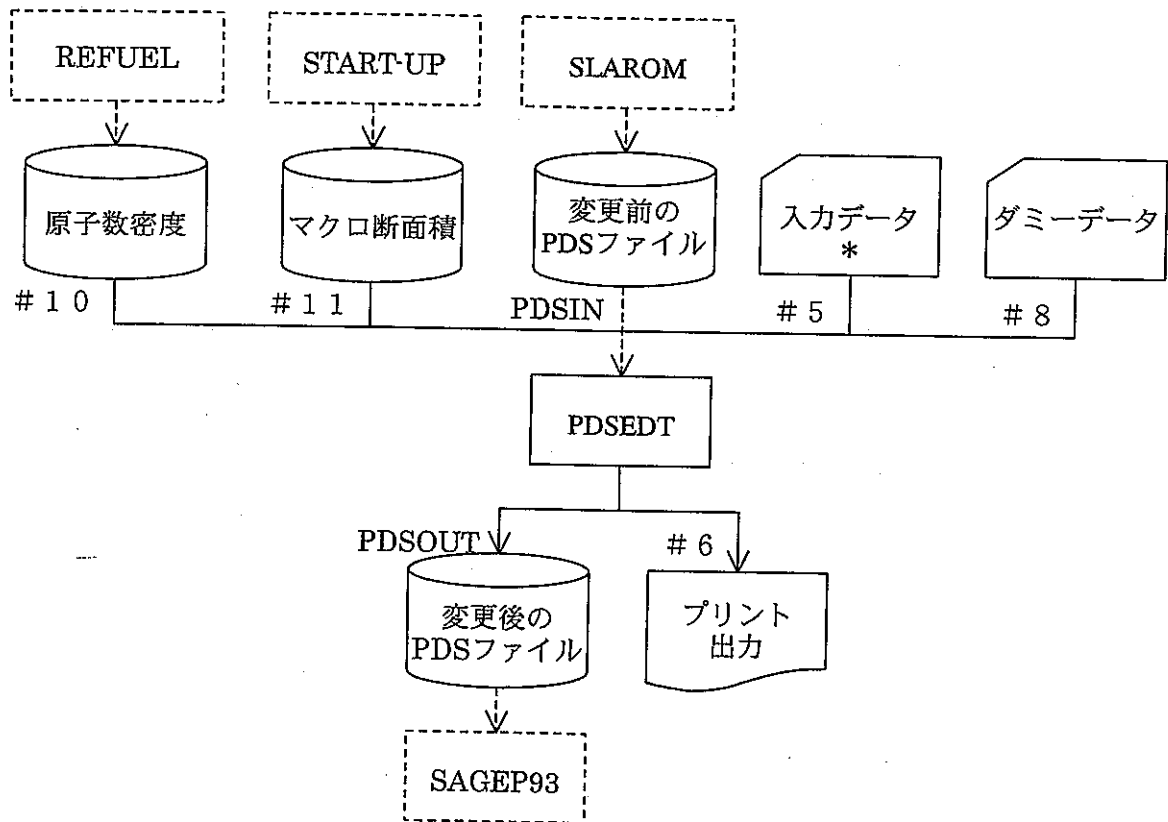 REFUEL
START-UP
SLAROM
原子数密度
マクロ断面積
変更前の
PDSファイル
入力データ
*
ダミーデータ
#10
#11
PDSIN
#5
#8
PDSEDT
PDSOUT
#6
変更後の
PDSファイル
プリント
出力
SAGEP93